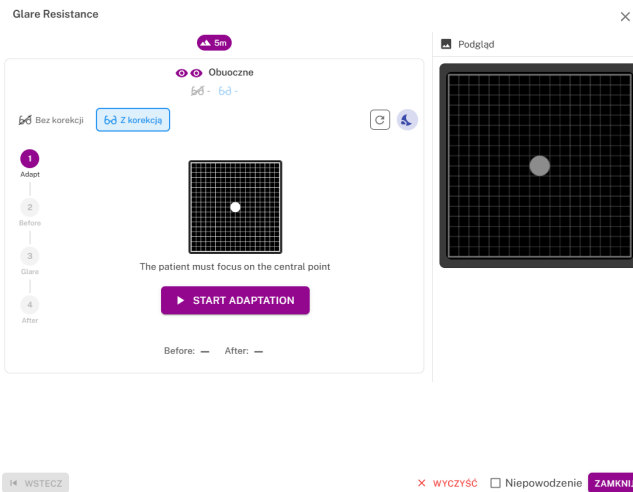 Glare Resistance
5m
Podgląd
Obuoczne
- -
Bez korekcji
Z korekcją
1
Adapt
2
Before
3
Glare
4
After
The patient must focus on the central point
START ADAPTATION
Before: — After: —
WSTECZ
WYCZYŚĆ
Niepowodzenie
ZAMKNIJ